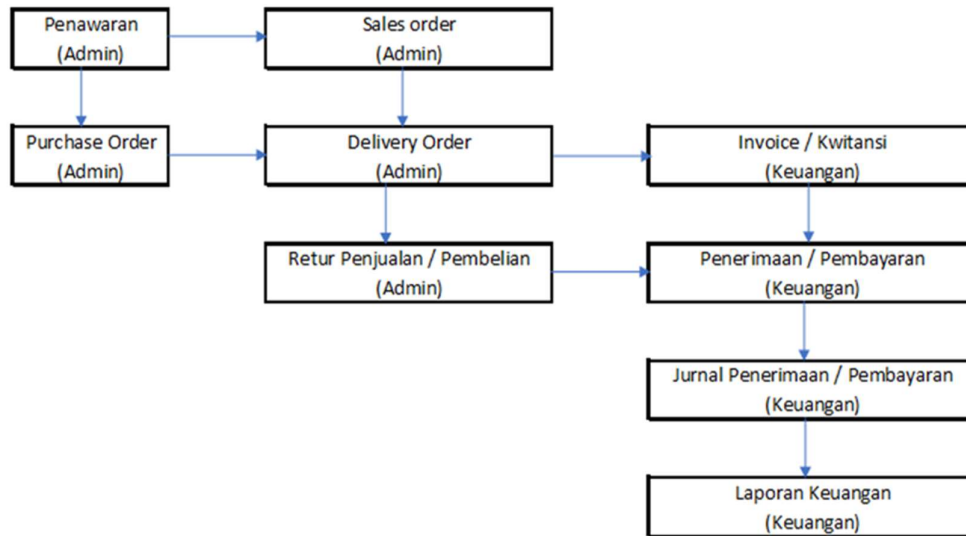 Penawaran
(Admin)
Sales order
(Admin)
Purchase Order
(Admin)
Delivery Order
(Admin)
Invoice / Kwitansi
(Keuangan)
Retur Penjualan / Pembelian
(Admin)
Penerimaan / Pembayaran
(Keuangan)
Jurnal Penerimaan / Pembayaran
(Keuangan)
Laporan Keuangan
(Keuangan)